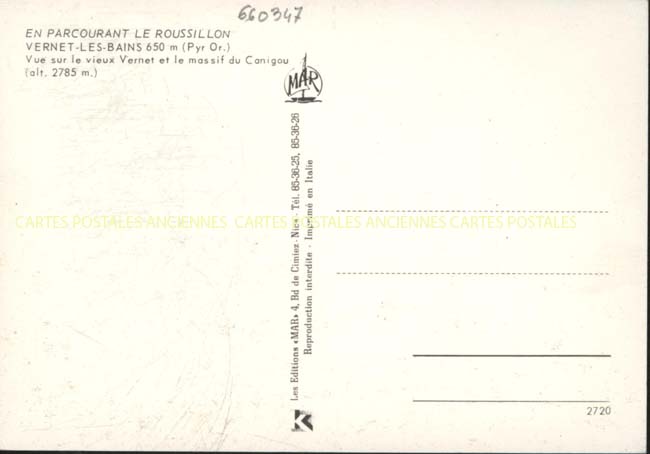 660347
EN PARCOURANT LE ROUSSILLON
VERNET-LES-BAINS 650 m (Pyr Or.)
Vue sur le vieux Vernet et le massif du Canigou
(alt. 2785 m.)
MAR
Les Editions «MAR» 4, Bd de Cimiez - Nice - Tél. 85-36-25, 85-36-26
Reproduction interdite - Imprimé en Italie
CARTES POSTALES ANCIENNES CARTES POSTALES ANCIENNES CARTES POSTALES
K
2720